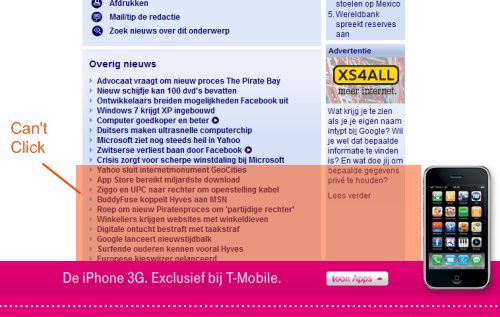 Afdrukken
Mail/tip de redactie
Zoek nieuws over dit onderwerp
Overig nieuws
Advocaat vraagt om nieuw proces The Pirate Bay
Nieuw schijfje kan 100 dvd's bevatten
Ontwikkelaars breiden mogelijkheden Facebook uit
Windows 7 krijgt XP ingebouwd
Computer goedkoper en beter
Duitsers maken ultrasnelle computerchip
Microsoft ziet nog steeds heil in Yahoo
Zwitserse verliest baan door Facebook
Crisis zorgt voor scherpe winstdaling bij Microsoft
Yahoo sluit internetmonument GeoCities
App Store bereikt miljardste download
Ziggo en UPC naar rechter om openstelling kabel
BuddyFuse koppelt Hyves aan MSN
Roep om nieuw Piratenproces om 'partijdige rechter'
Winkeliers krijgen websites met winkeldieven
Digitale ontucht bestraft met taakstraf
Google lanceert nieuwstijdbalk
Surfende ouderen kennen vooral Hyves
Europese kieswijzer gelanceerd
stoelen op Mexico
5. Wereldbank
spreekt reserves
aan
Advertentie
XS4ALL
meer internet.
Wat krijg je te zien
als je je eigen naam
intypt bij Google? Wil
je wel dat bepaalde
informatie te vinden
is? En wat doe jij om
bepaalde gegevens
privé te houden?
Lees verder
Can't
Click
De iPhone 3G. Exclusief bij T-Mobile.
toon Apps